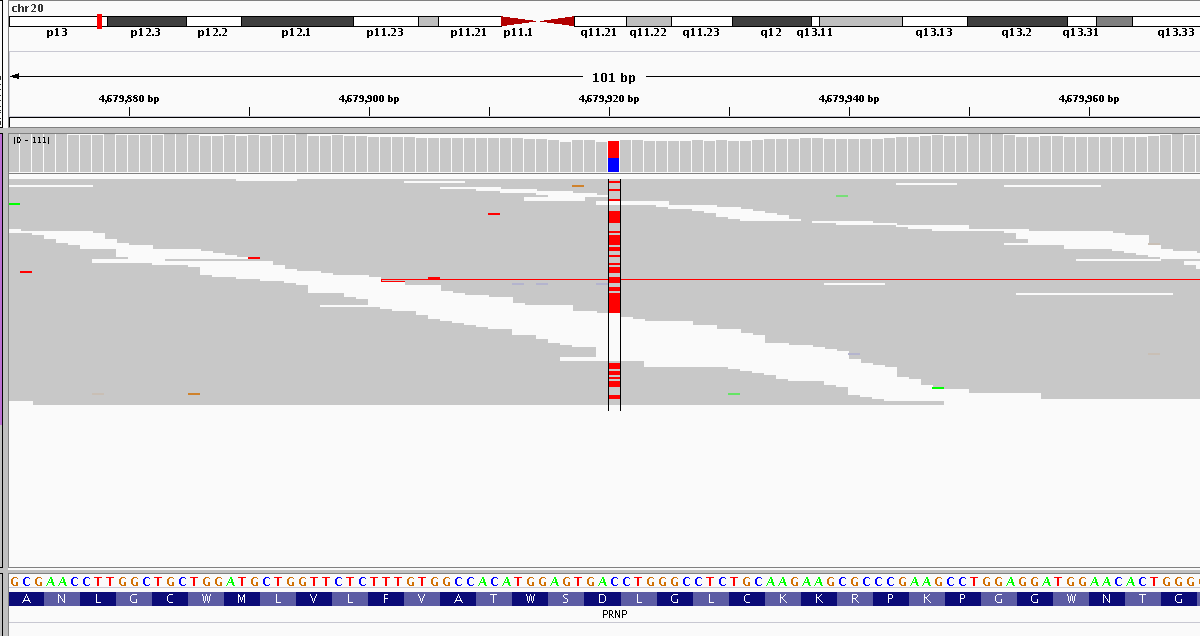 chr20
p13 p12.3 p12.2 p12.1 p11.23 p11.21 p11.1 q11.21 q11.22 q11.23 q12 q13.11 q13.13 q13.2 q13.31 q13.33
101 bp
4,679,880 bp 4,679,900 bp 4,679,920 bp 4,679,940 bp 4,679,960 bp
[0 - 111]
GCGAACCTTGGCTGCTGGATGCTGGTTCTCTTTGTGGCCACATGGAGTGACCTGGGCCTCTGCAAGAAGCGCCCGAAGCCTGGAGGATGGAACACTGGG
A N L G C W M L V L F V A T W S D L G L C K K R P K P G G W N T G
PRNP